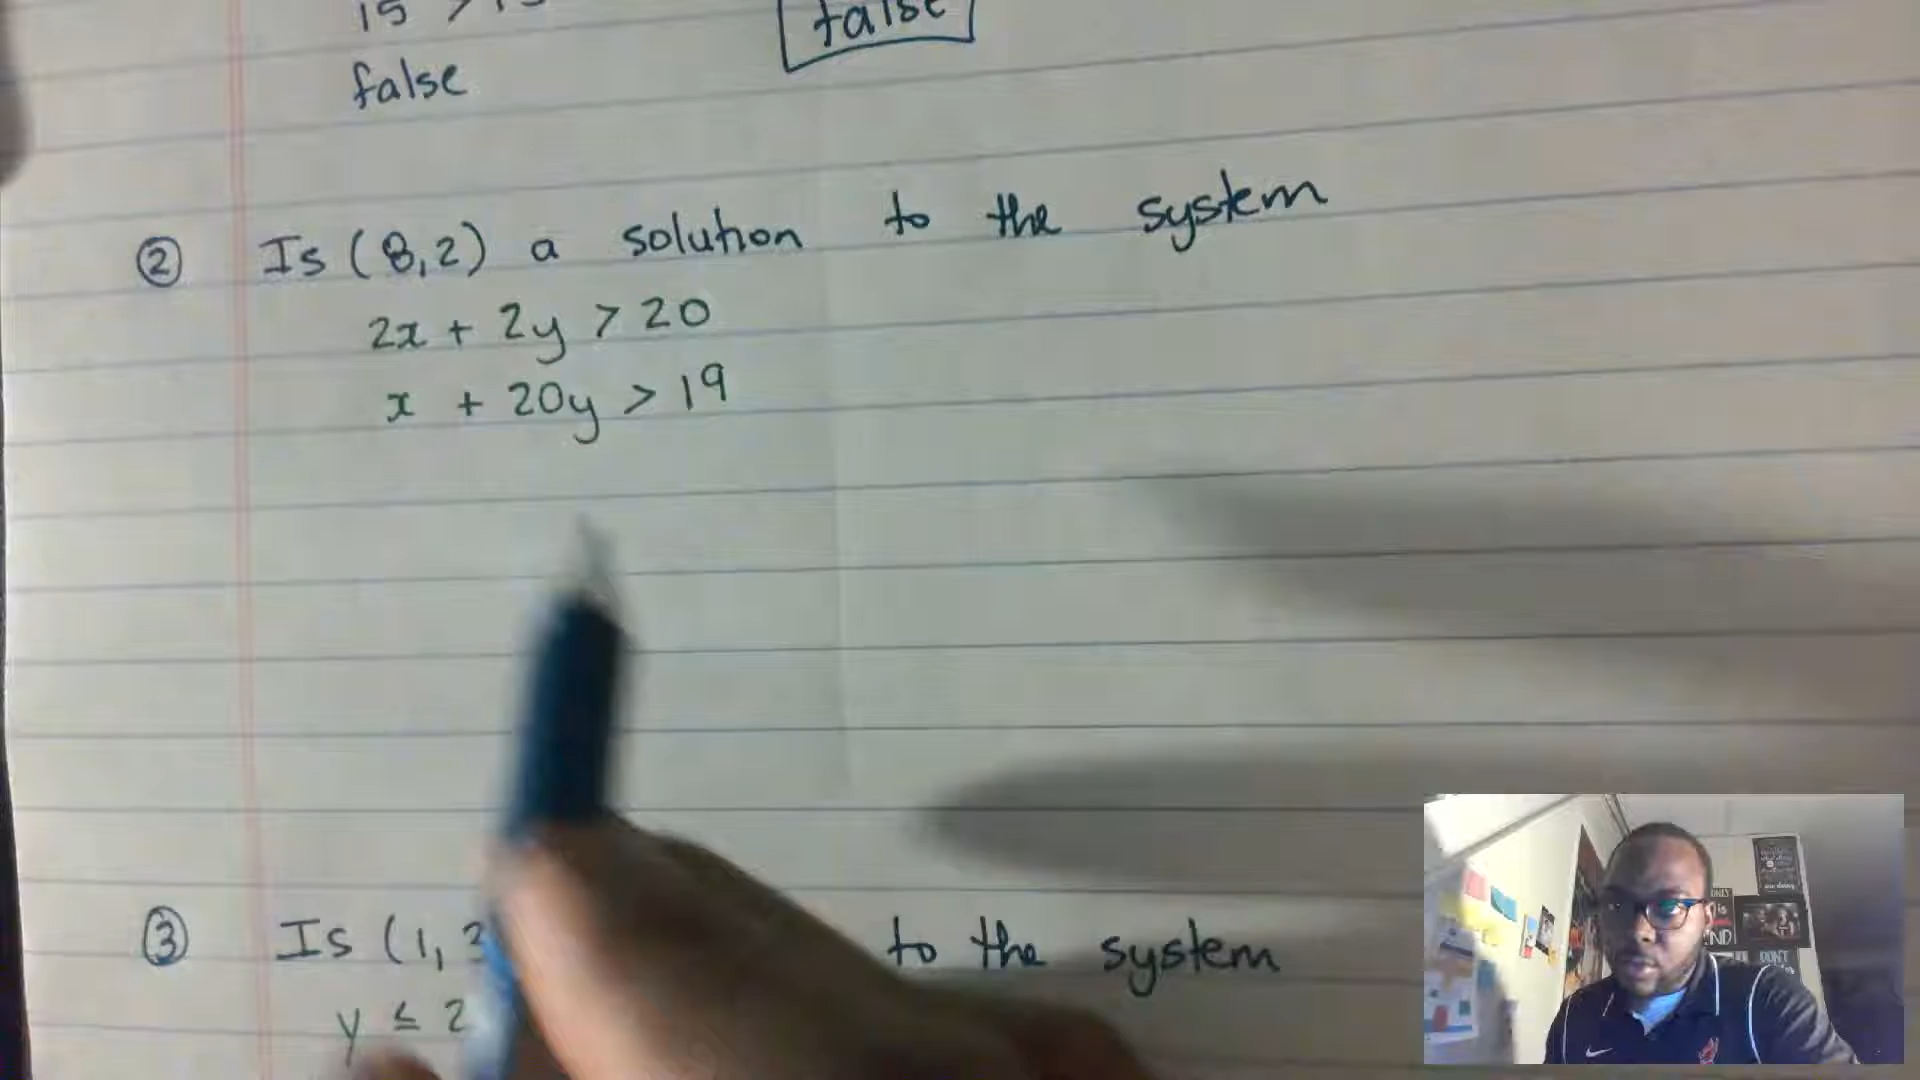 false
false
② Is (8,2) a solution to the system
2x + 2y > 20
x + 20y > 19
③ Is (1, to the system
y ≤ 2